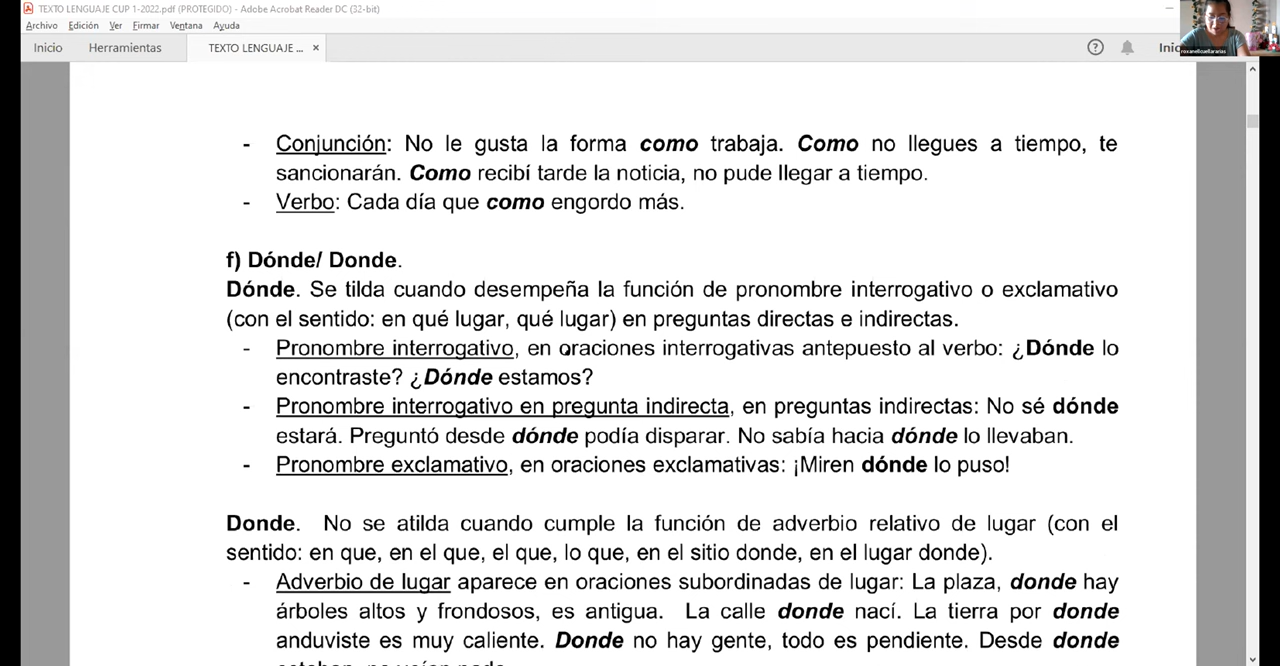 TEXTO LENGUAJE CUP 1-2022.pdf (PROTEGIDO) - Adobe Acrobat Reader DC (32-bit)
Archivo Edición Ver Firmar Ventana Ayuda
Inicio Herramientas TEXTO LENGUAJE ... × ? Inic
- Conjunción: No le gusta la forma como trabaja. Como no llegues a tiempo, te
sancionarán. Como recibí tarde la noticia, no pude llegar a tiempo.
- Verbo: Cada día que como engordo más.
f) Dónde/ Donde.
Dónde. Se tilda cuando desempeña la función de pronombre interrogativo o exclamativo
(con el sentido: en qué lugar, qué lugar) en preguntas directas e indirectas.
- Pronombre interrogativo, en oraciones interrogativas antepuesto al verbo: ¿Dónde lo
encontraste? ¿Dónde estamos?
- Pronombre interrogativo en pregunta indirecta, en preguntas indirectas: No sé dónde
estará. Preguntó desde dónde podía disparar. No sabía hacia dónde lo llevaban.
- Pronombre exclamativo, en oraciones exclamativas: ¡Miren dónde lo puso!
Donde. No se atilda cuando cumple la función de adverbio relativo de lugar (con el
sentido: en que, en el que, el que, lo que, en el sitio donde, en el lugar donde).
- Adverbio de lugar aparece en oraciones subordinadas de lugar: La plaza, donde hay
árboles altos y frondosos, es antigua. La calle donde nací. La tierra por donde
anduviste es muy caliente. Donde no hay gente, todo es pendiente. Desde donde